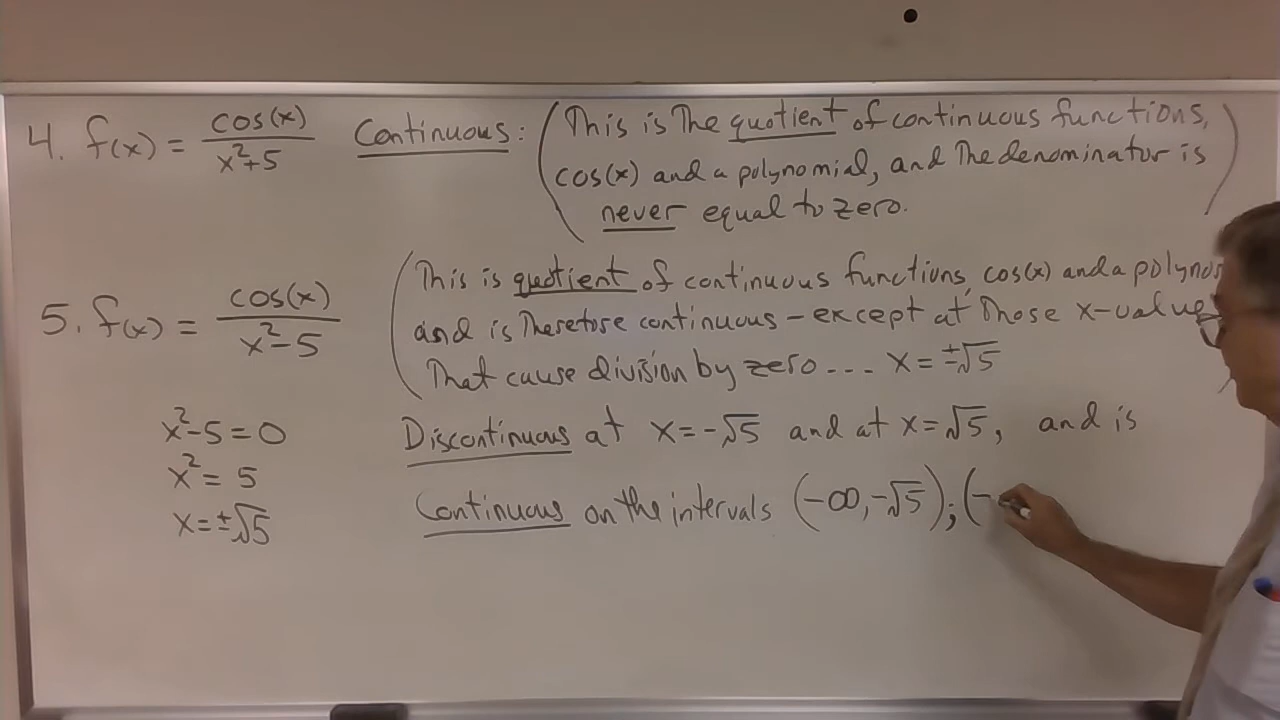 4. f(x) = cos(x)/(x²+5) Continuous: (This is the quotient of continuous functions,
cos(x) and a polynomial, and the denominator is
never equal to zero.)
5. f(x) = cos(x)/(x²-5) (This is quotient of continuous functions, cos(x) and a
and is therefore continuous - except at those x-value
that cause division by zero... x = ±√5
x²-5 = 0
x² = 5
x = ±√5
Discontinuous at x = -√5 and at x = √5, and is
Continuous on the intervals (-∞, -√5); (-